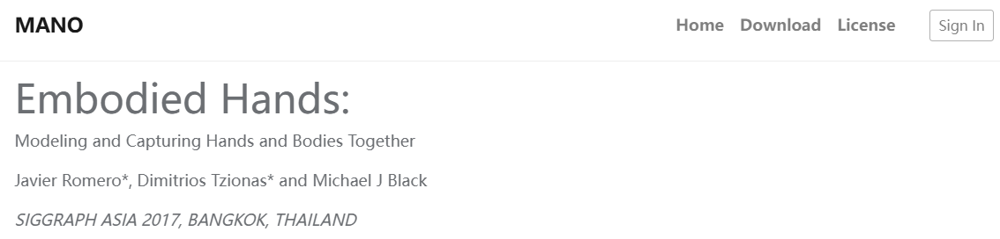 MANO Home Download License Sign In
Embodied Hands:
Modeling and Capturing Hands and Bodies Together
Javier Romero*, Dimitrios Tzionas* and Michael J Black
SIGGRAPH ASIA 2017, BANGKOK, THAILAND